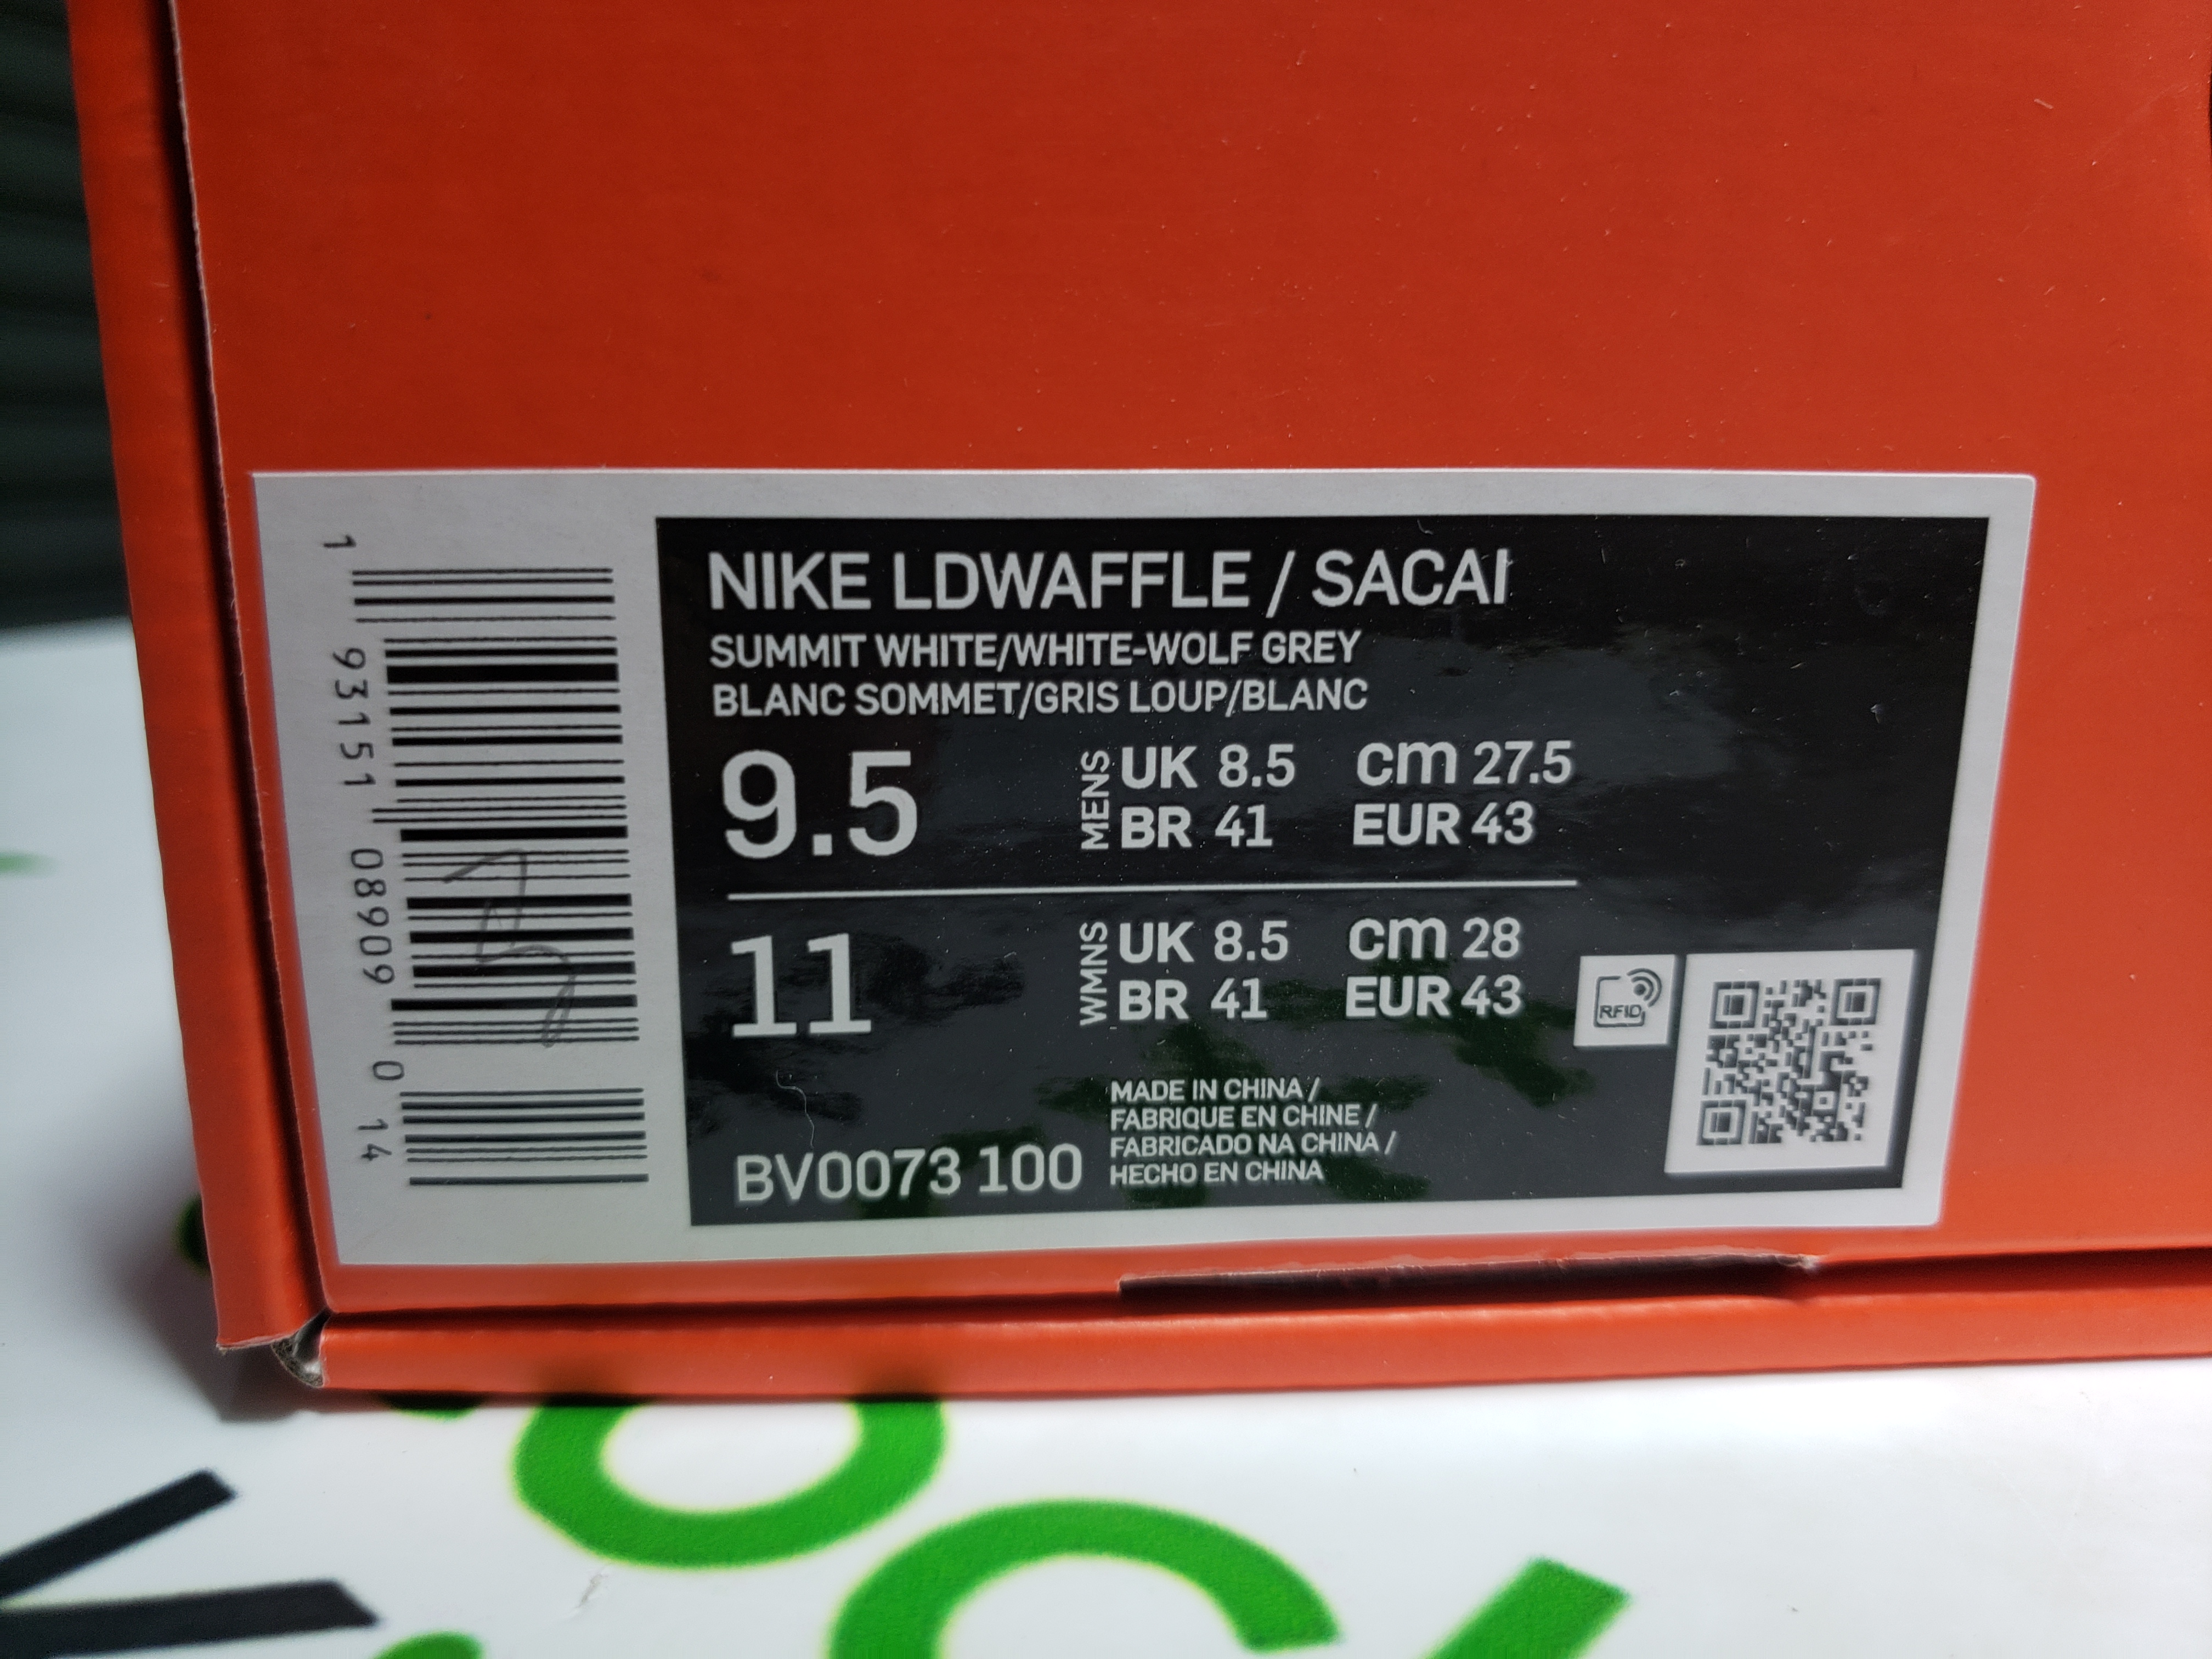 NIKE LDWAFFLE / SACAI
SUMMIT WHITE/WHITE-WOLF GREY
BLANC SOMMET/GRIS LOUP/BLANC
9.5
MENS
UK 8.5 cm 27.5
BR 41 EUR 43
11
WMNS
UK 8.5 cm 28
BR 41 EUR 43
RFID
BV0073 100
MADE IN CHINA /
FABRIQUE EN CHINE /
FABRICADO NA CHINA /
HECHO EN CHINA
1 93151 08909 0 14